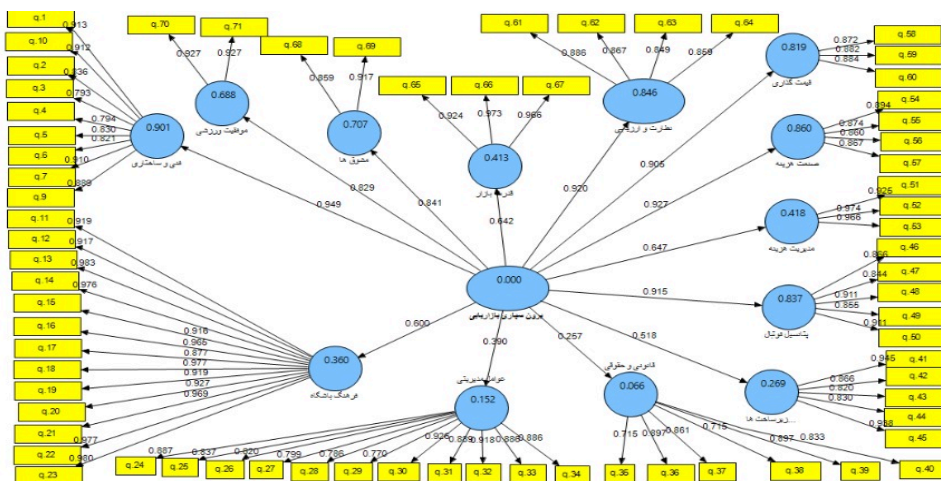 q.1
q.10
q.2
q.3
q.4
q.5
q.6
q.7
q.9
q.11
q.12
q.13
q.14
q.15
q.16
q.17
q.18
q.19
q.20
q.21
q.22
q.23
0.913
0.912
0.836
0.793
0.794
0.830
0.821
0.910
0.889
0.901
فنی و ساختاری
q.70
q.71
0.927
0.927
0.688
موفقیت ورزشی
q.68
q.69
0.859
0.917
0.707
مشوق ها
q.65
q.66
q.67
0.924
0.973
0.966
0.413
قدرت بازار
q.61
q.62
q.63
q.64
0.886
0.867
0.849
0.859
0.846
نظارت و ارزیابی
q.58
q.59
q.60
0.872
0.882
0.884
0.819
قیمت گذاری
q.54
q.55
q.56
q.57
0.894
0.874
0.860
0.867
0.860
صنعت هزینه
q.51
q.52
q.53
0.925
0.974
0.966
0.418
مدیریت هزینه
q.46
q.47
q.48
q.49
q.50
0.866
0.844
0.911
0.855
0.911
0.837
پتانسیل فوتبال
q.41
q.42
q.43
q.44
q.45
0.945
0.866
0.820
0.830
0.938
0.269
زیرساخت ها...
0.949
0.829
0.841
0.642
0.920
0.905
0.927
0.647
0.915
0.518
0.257
0.390
0.600
0.000
برون سپاری بازاریابی
0.919
0.917
0.983
0.976
0.916
0.965
0.877
0.977
0.919
0.927
0.969
0.977
0.980
0.360
فرهنگ باشگاه
عوامل مدیریتی
0.152
0.887
0.837
0.820
0.799
0.786
0.770
0.926
0.839
0.918
0.886
0.886
q.24
q.25
q.26
q.27
q.28
q.29
q.30
q.31
q.32
q.33
q.34
قانونی و حقوقی
0.066
0.715
0.897
0.861
0.715
0.897
0.833
q.35
q.36
q.37
q.38
q.39
q.40